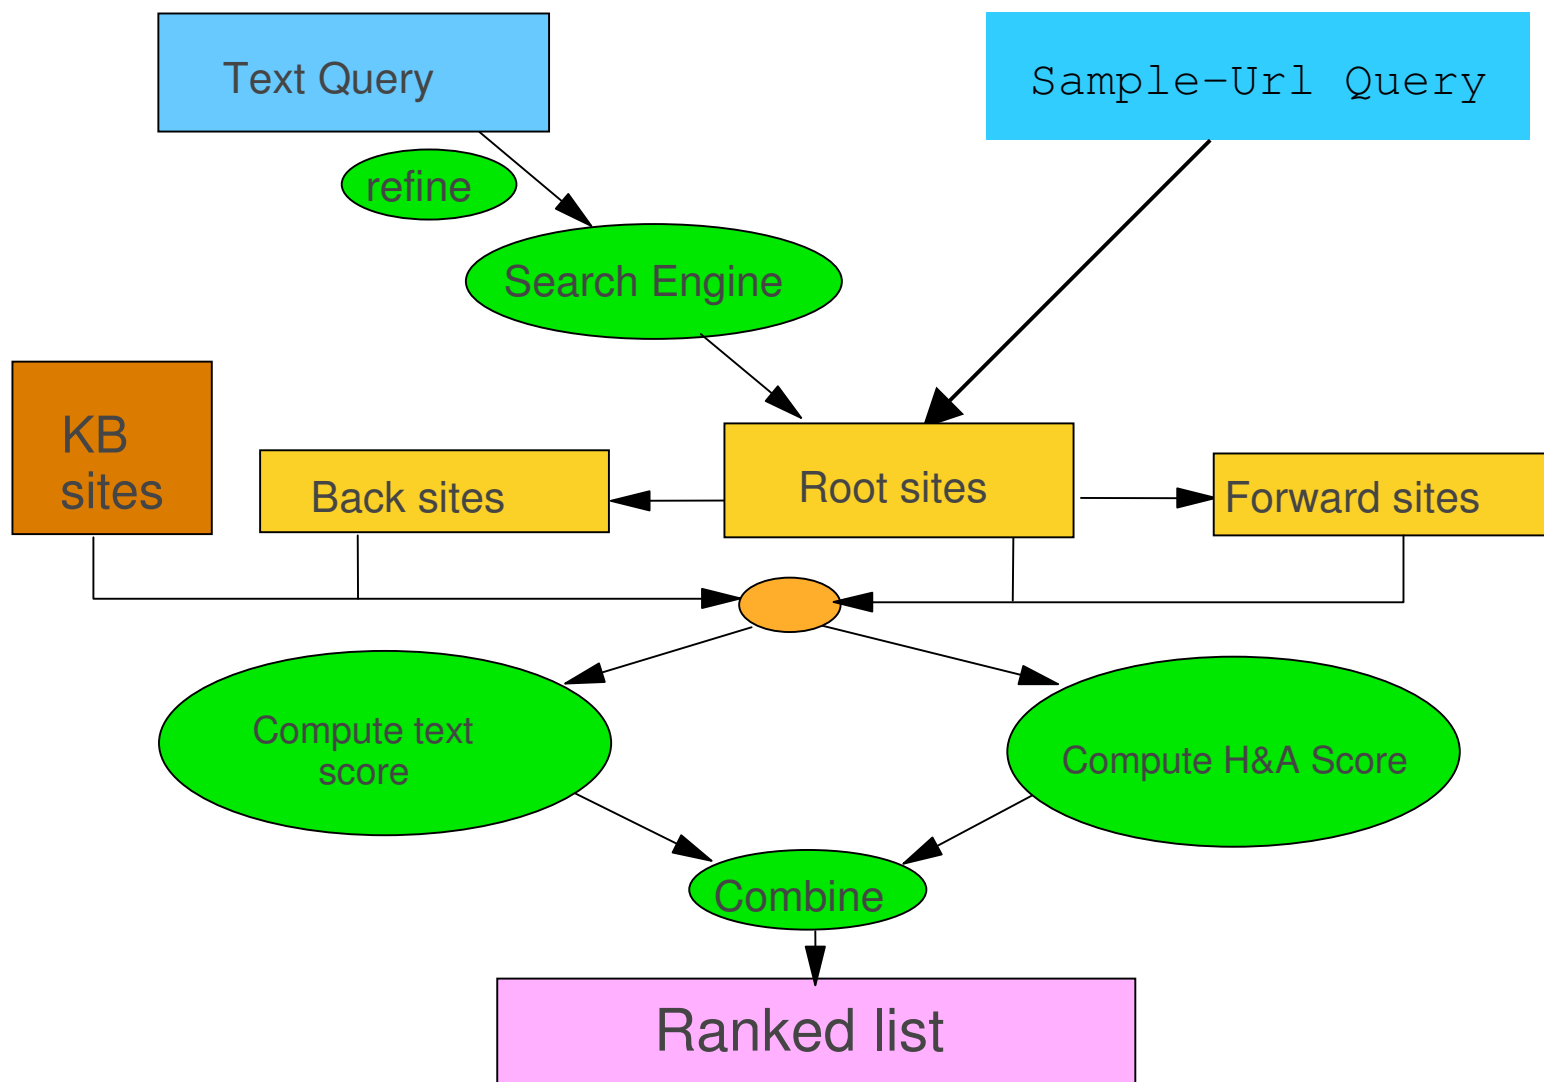 Text Query
Sample-Url Query
refine
Search Engine
KB
sites
Back sites
Root sites
Forward sites
Compute text
score
Compute H&A Score
Combine
Ranked list